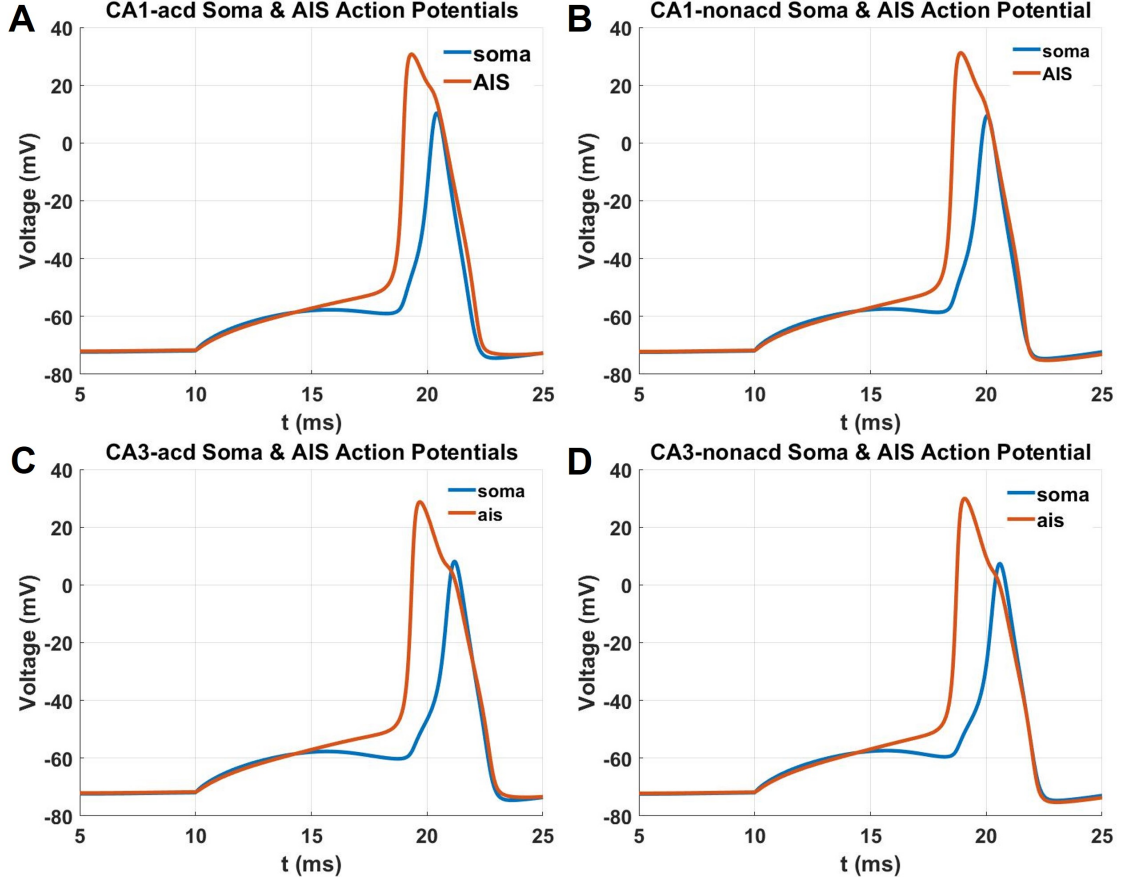 A
CA1-acd Soma & AIS Action Potentials
40
20
0
-20
-40
-60
-80
Voltage (mV)
soma
AIS
5
10
15
20
25
t (ms)
B
CA1-nonacd Soma & AIS Action Potential
40
20
0
-20
-40
-60
-80
Voltage (mV)
soma
AIS
5
10
15
20
25
t (ms)
C
CA3-acd Soma & AIS Action Potentials
40
20
0
-20
-40
-60
-80
Voltage (mV)
soma
ais
5
10
15
20
25
t (ms)
D
CA3-nonacd Soma & AIS Action Potential
40
20
0
-20
-40
-60
-80
Voltage (mV)
soma
ais
5
10
15
20
25
t (ms)